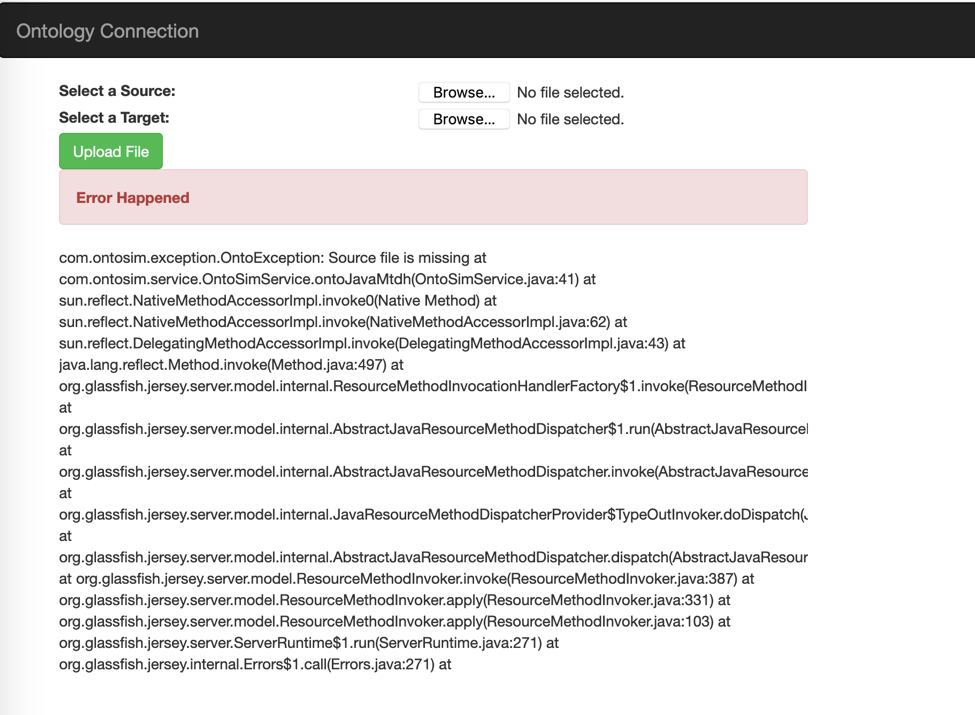 Ontology Connection
Select a Source: Browse... No file selected.
Select a Target: Browse... No file selected.
Upload File
Error Happened
com.ontosim.exception.OntoException: Source file is missing at
com.ontosim.service.OntoSimService.ontoJavaMtdh(OntoSimService.java:41) at
sun.reflect.NativeMethodAccessorImpl.invoke0(Native Method) at
sun.reflect.NativeMethodAccessorImpl.invoke(NativeMethodAccessorImpl.java:62) at
sun.reflect.DelegatingMethodAccessorImpl.invoke(DelegatingMethodAccessorImpl.java:43) at
java.lang.reflect.Method.invoke(Method.java:497) at
org.glassfish.jersey.server.model.internal.ResourceMethodInvocationHandlerFactory$1.invoke(ResourceMethodI
at
org.glassfish.jersey.server.model.internal.AbstractJavaResourceMethodDispatcher$1.run(AbstractJavaResource
at
org.glassfish.jersey.server.model.internal.AbstractJavaResourceMethodDispatcher.invoke(AbstractJavaResource
at
org.glassfish.jersey.server.model.internal.JavaResourceMethodDispatcherProvider$TypeOutInvoker.doDispatch(
at
org.glassfish.jersey.server.model.internal.AbstractJavaResourceMethodDispatcher.dispatch(AbstractJavaResour
at org.glassfish.jersey.server.model.ResourceMethodInvoker.invoke(ResourceMethodInvoker.java:387) at
org.glassfish.jersey.server.model.ResourceMethodInvoker.apply(ResourceMethodInvoker.java:331) at
org.glassfish.jersey.server.model.ResourceMethodInvoker.apply(ResourceMethodInvoker.java:103) at
org.glassfish.jersey.server.ServerRuntime$1.run(ServerRuntime.java:271) at
org.glassfish.jersey.internal.Errors$1.call(Errors.java:271) at